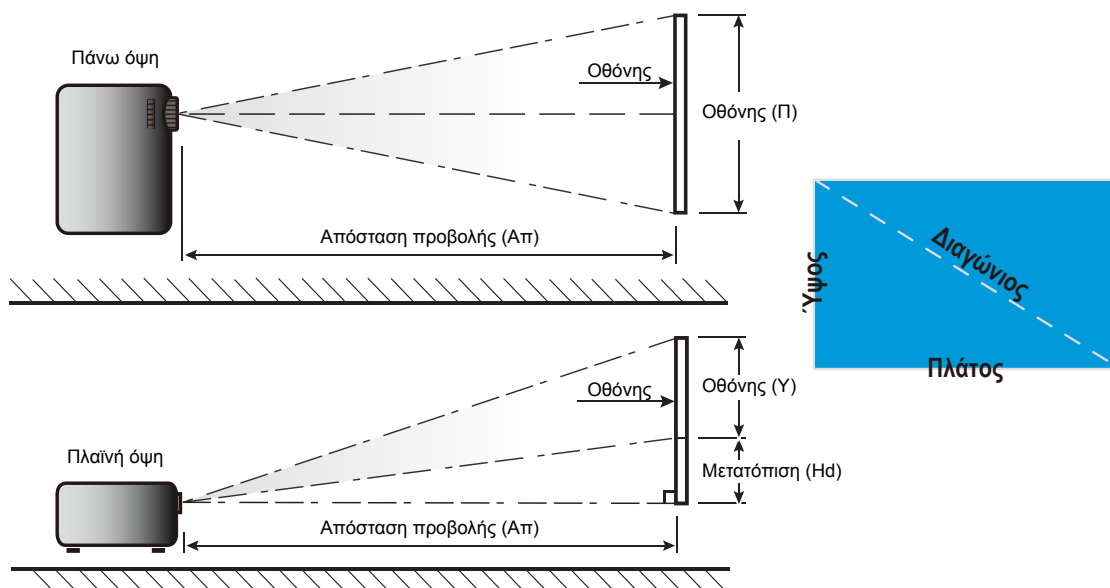 Πάνω όψη
Οθόνης
Οθόνης (Π)
Απόσταση προβολής (Απ)
Διαγώνιος
Ύψος
Πλάτος
Οθόνης
Οθόνης (Υ)
Πλαϊνή όψη
Μετατόπιση (Hd)
Απόσταση προβολής (Απ)